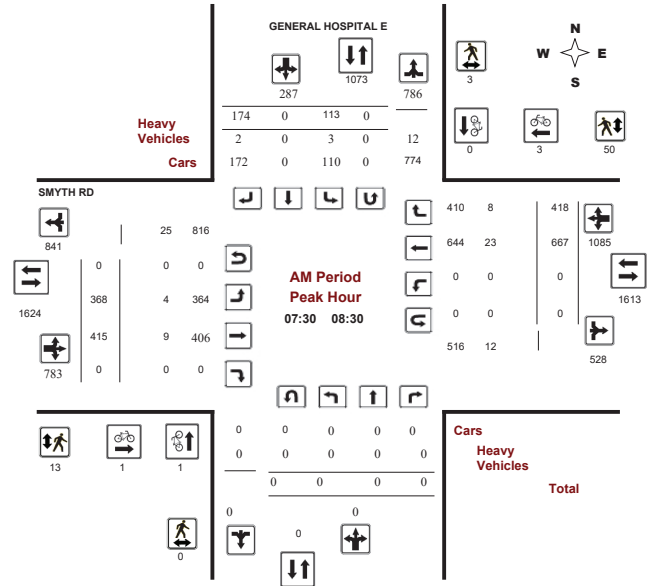 GENERAL HOSPITAL E
N
W E
S
1073
3
287 786
174 0 113 0
Heavy
Vehicles
2 0 3 0 12
Cars
172 0 110 0 774
0 3 50
SMYTH RD
841
25 816
410 8 418
644 23 667 1085
0 0 0
368 4 364
415 9 406
0 0 0
783
1624
AM Period
Peak Hour
07:30 08:30
0 0 0
0 0 0
516 12
528
1613
13 1 1
0
0 0 0 0 0
0 0 0 0 0
0 0 0 0
0 0
0
Cars
Heavy
Vehicles
Total